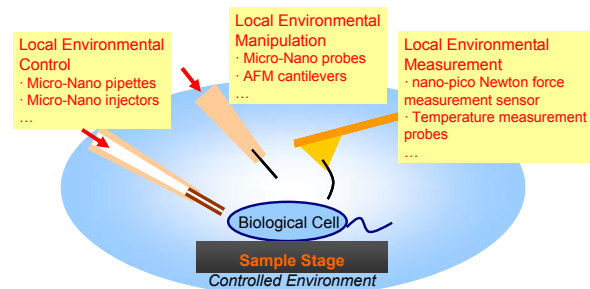 Local Environmental
Control
· Micro-Nano pipettes
· Micro-Nano injectors
…
Local Environmental
Manipulation
· Micro-Nano probes
· AFM cantilevers
…
Local Environmental
Measurement
· nano-pico Newton force
measurement sensor
· Temperature measurement
probes
…
Biological Cell
Sample Stage
Controlled Environment